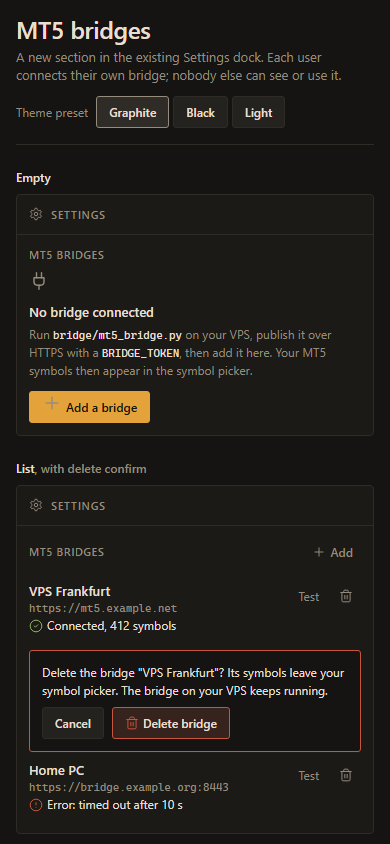 MT5 bridges
A new section in the existing Settings dock. Each user
connects their own bridge; nobody else can see or use it.
Theme preset Graphite Black Light
Empty
SETTINGS
MT5 BRIDGES
No bridge connected
Run bridge/mt5_bridge.py on your VPS, publish it over
HTTPS with a BRIDGE_TOKEN, then add it here. Your MT5
symbols then appear in the symbol picker.
Add a bridge
List, with delete confirm
SETTINGS
MT5 BRIDGES Add
VPS Frankfurt Test
https://mt5.example.net
Connected, 412 symbols
Delete the bridge "VPS Frankfurt"? Its symbols leave your
symbol picker. The bridge on your VPS keeps running.
Cancel Delete bridge
Home PC Test
https://bridge.example.org:8443
Error: timed out after 10 s